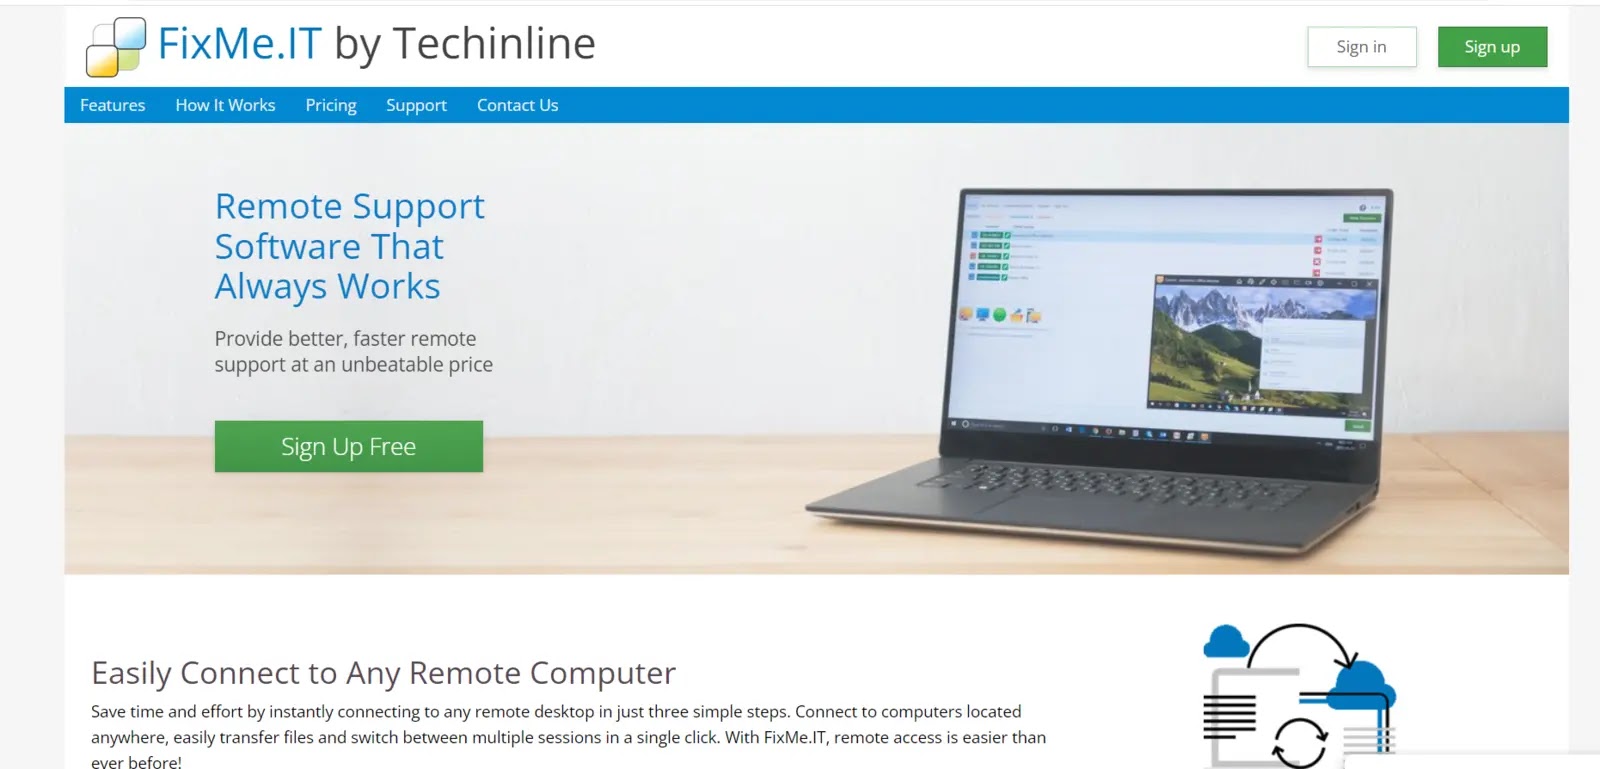 FixMe.IT by Techinline
Sign in
Sign up
Features
How It Works
Pricing
Support
Contact Us
Remote Support
Software That
Always Works
Provide better, faster remote
support at an unbeatable price
Sign Up Free
Easily Connect to Any Remote Computer
Save time and effort by instantly connecting to any remote desktop in just three simple steps. Connect to computers located
anywhere, easily transfer files and switch between multiple sessions in a single click. With FixMe.IT, remote access is easier than
ever before!